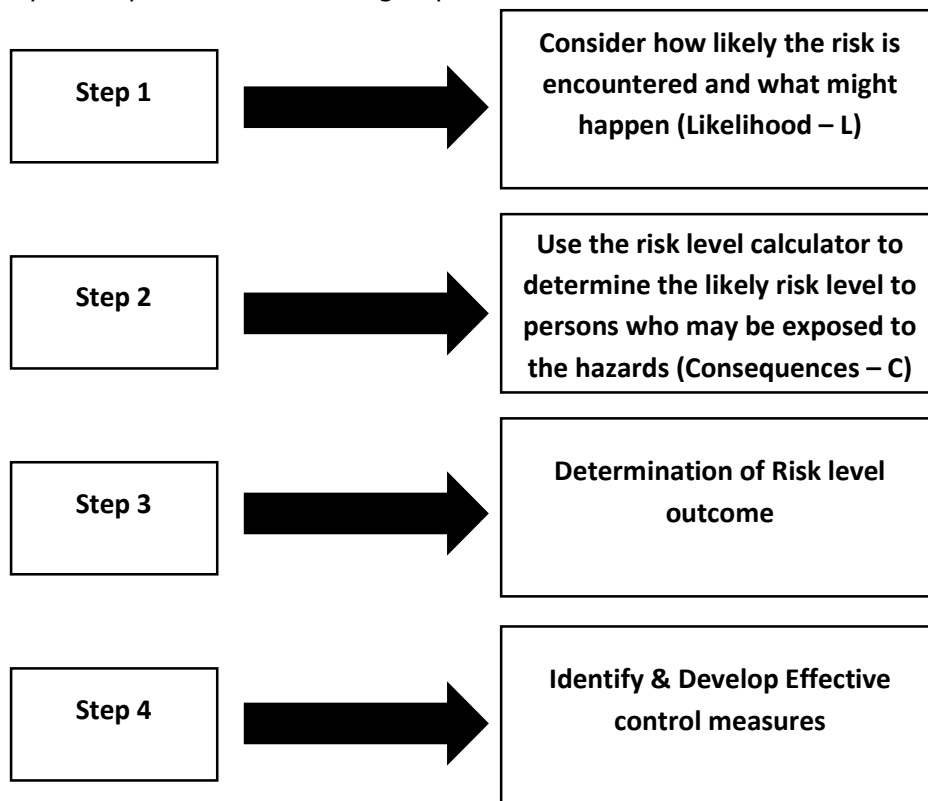 Step 1
Consider how likely the risk is
encountered and what might
happen (Likelihood – L)
Step 2
Use the risk level calculator to
determine the likely risk level to
persons who may be exposed to
the hazards (Consequences – C)
Step 3
Determination of Risk level
outcome
Step 4
Identify & Develop Effective
control measures